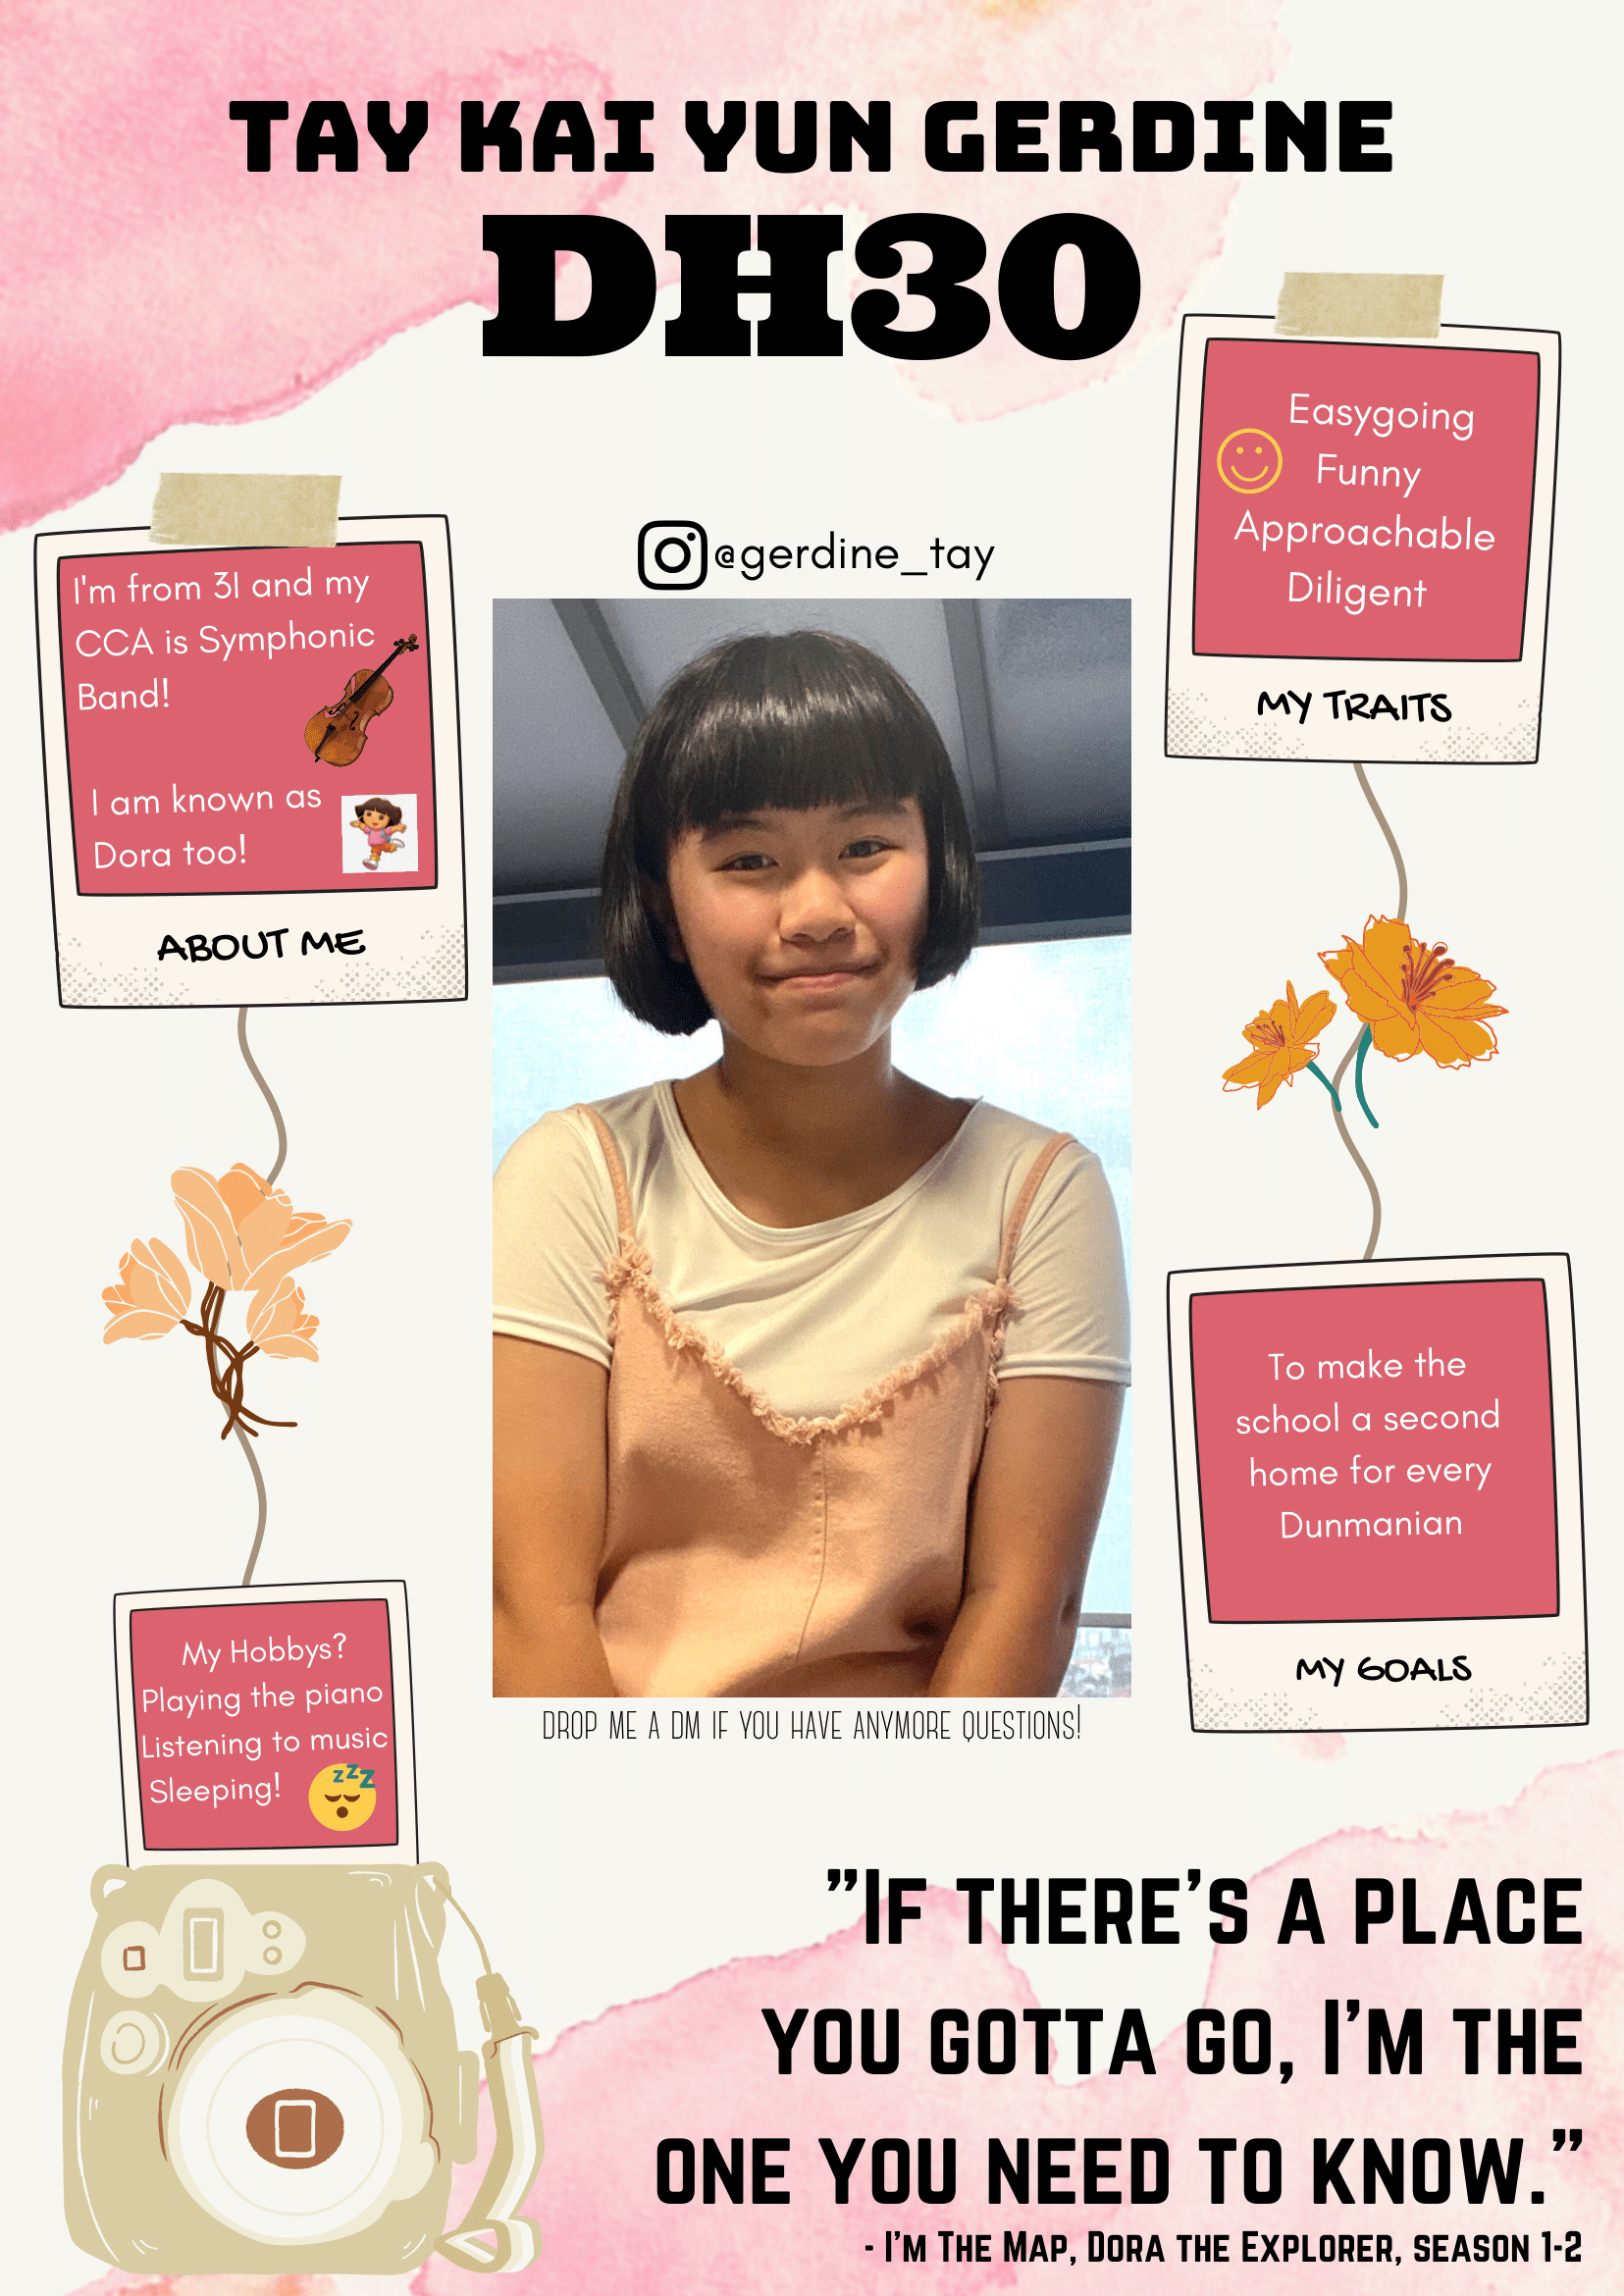 TAY KAI YUN GERDINE
DH30
Easygoing
Funny
Approachable
Diligent
MY TRAITS
@gerdine_tay
I'm from 3I and my
CCA is Symphonic
Band!
I am known as
Dora too!
ABOUT ME
To make the
school a second
home for every
Dunmanian
MY GOALS
My Hobbys?
Playing the piano
Listening to music
Sleeping!
zzz
DROP ME A DM IF YOU HAVE ANYMORE QUESTIONS!
"IF THERE'S A PLACE
YOU GOTTA GO, I'M THE
ONE YOU NEED TO KNOW."
- I'M THE MAP, DORA THE EXPLORER, SEASON 1-2